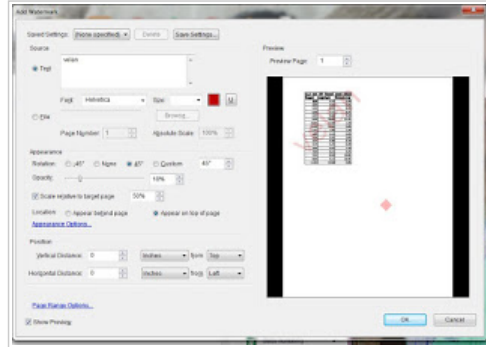 Add Watermark
Saved Settings: [None specified] Delete Save Settings...
Source
Text
Font: Helvetica Size:
File Browse...
Page Number: 1 Absolute Scale: 100%
Appearance
Rotation: -45° None 45° Custom 45°
Opacity: 10%
Scale relative to target page 50%
Location: Appear behind page Appear on top of page
Appearance Options...
Position
Vertical Distance: 0 Inches from Top
Horizontal Distance: 0 Inches from Left
Page Range Options...
Show Preview
Preview
Preview Page: 1
OK Cancel